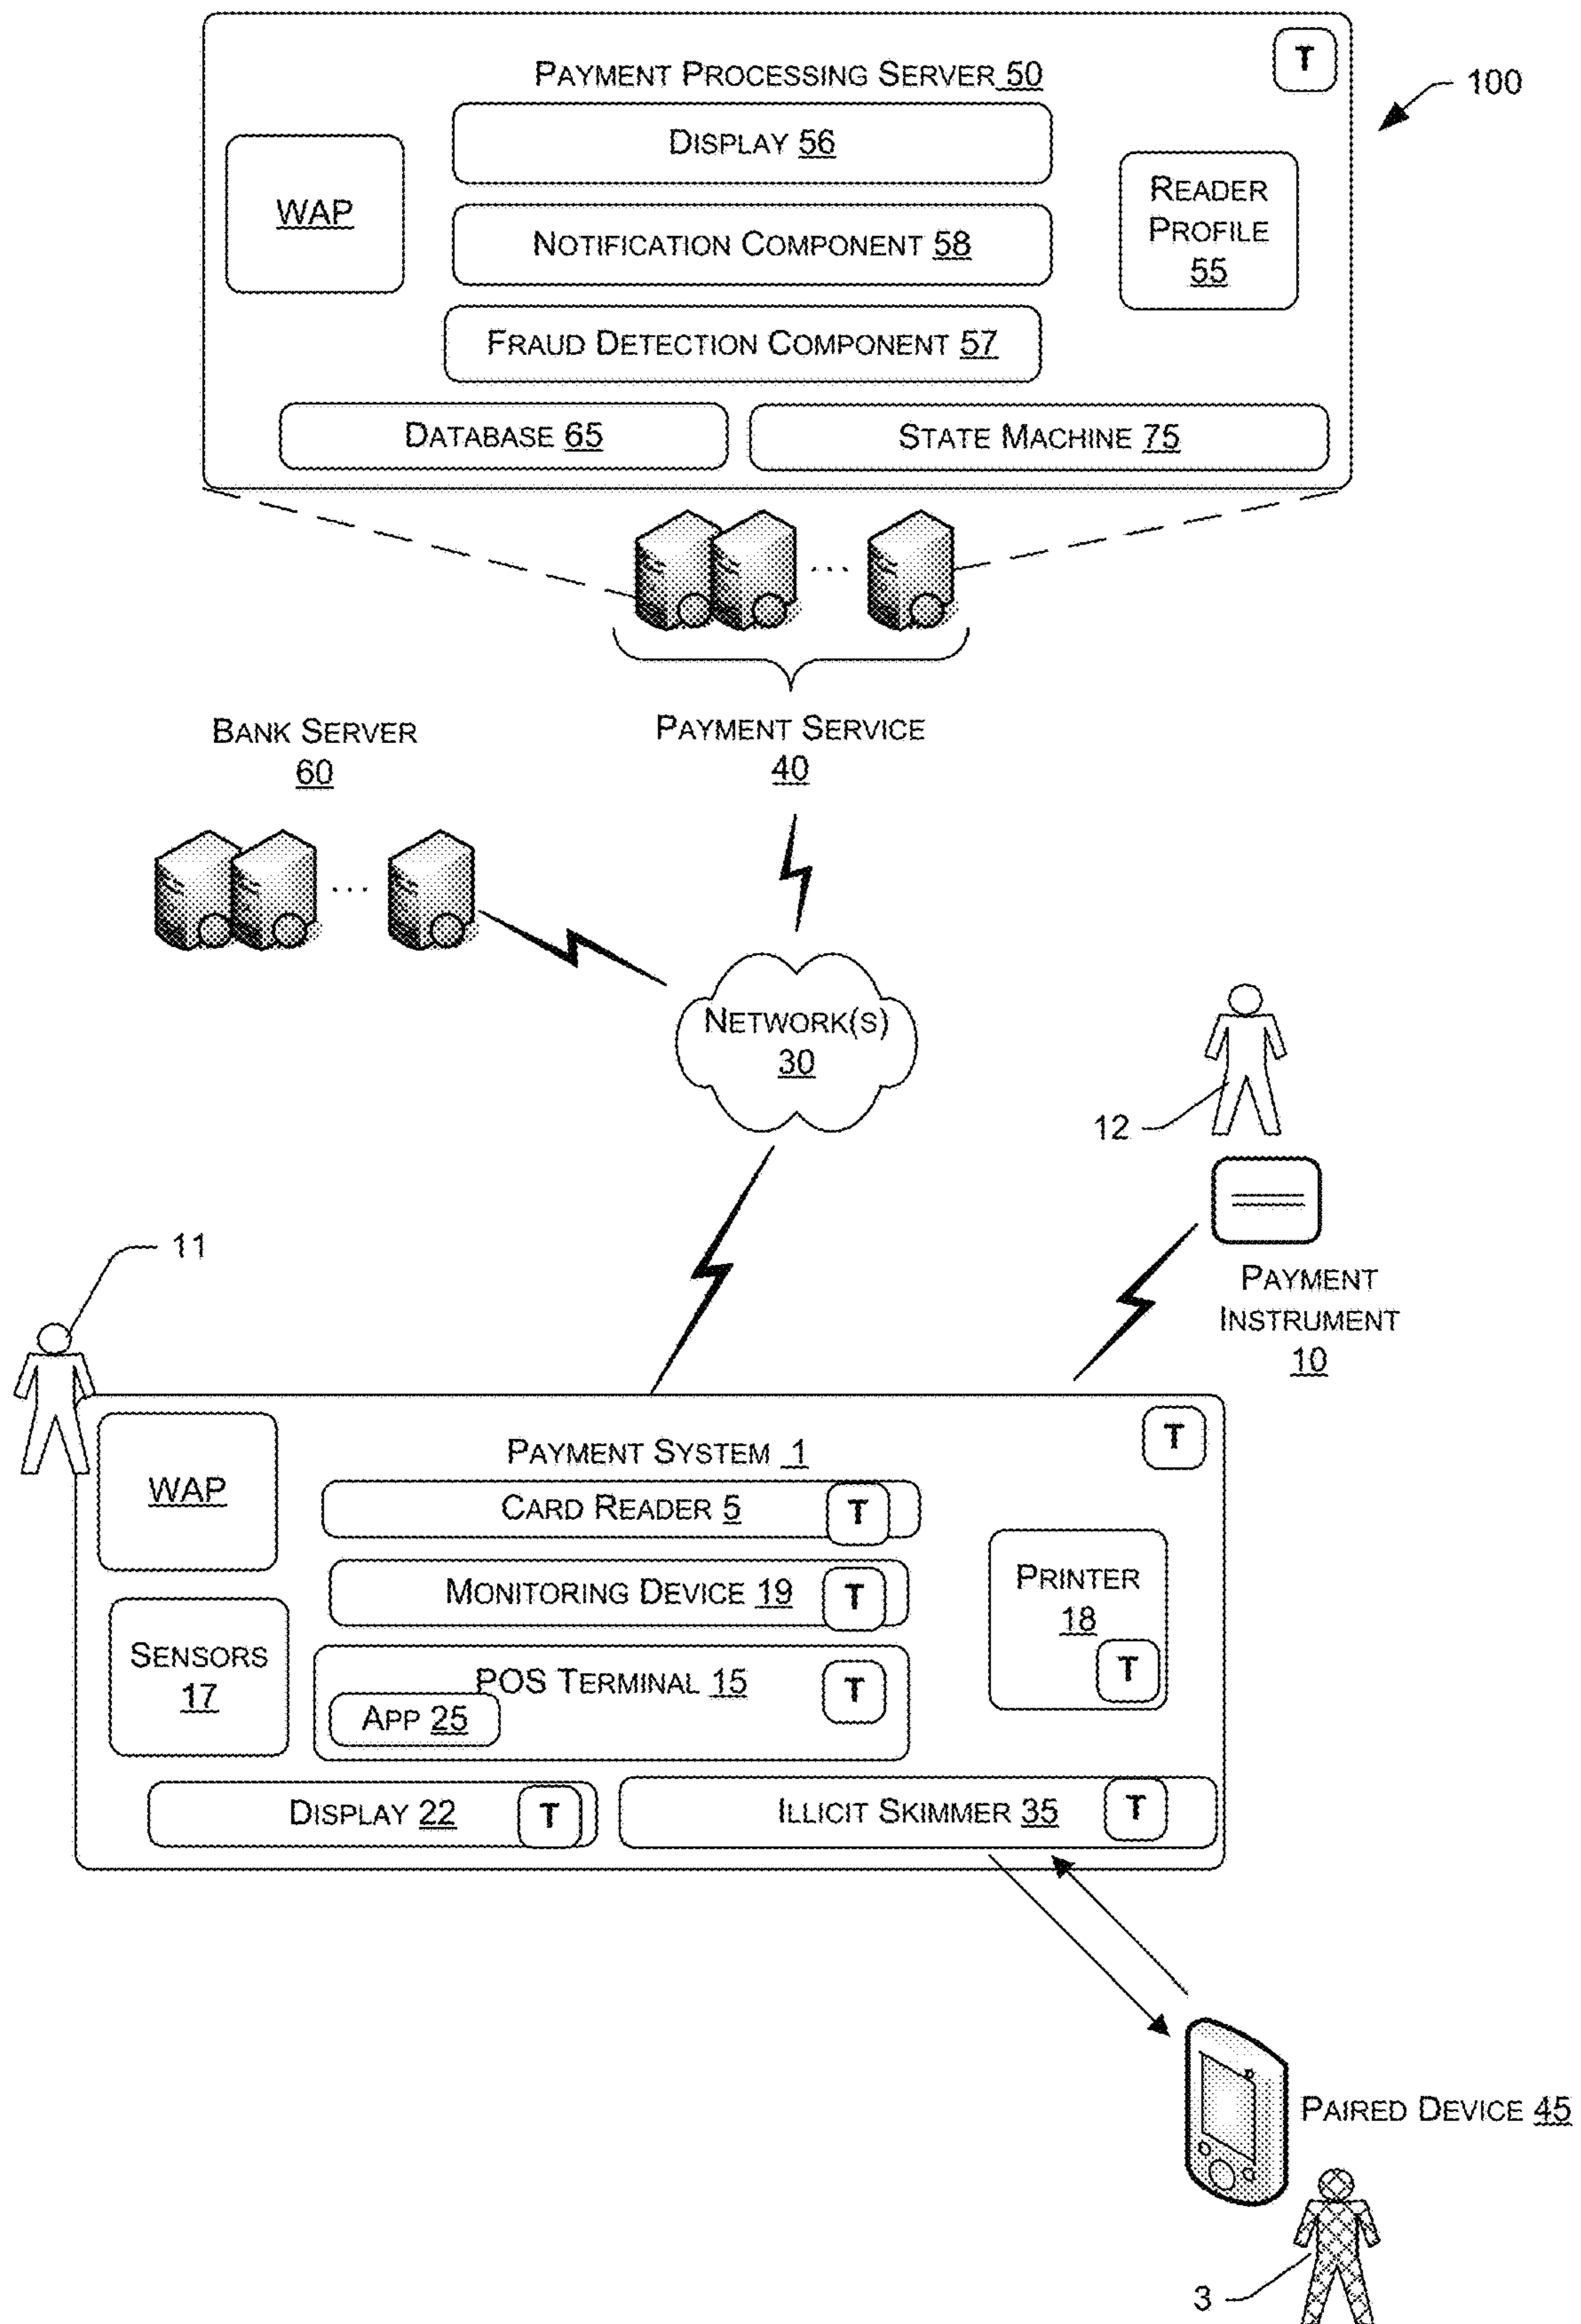 PAYMENT PROCESSING SERVER 50
T
100
DISPLAY 56
WAP
READER
PROFILE
55
NOTIFICATION COMPONENT 58
FRAUD DETECTION COMPONENT 57
DATABASE 65
STATE MACHINE 75
...
BANK SERVER
60
PAYMENT SERVICE
40
...
NETWORK(S)
30
12
PAYMENT
INSTRUMENT
10
11
PAYMENT SYSTEM 1
T
WAP
CARD READER 5
T
MONITORING DEVICE 19
T
PRINTER
18
T
SENSORS
17
POS TERMINAL 15
T
APP 25
DISPLAY 22
T
ILLICIT SKIMMER 35
T
PAIRED DEVICE 45
3